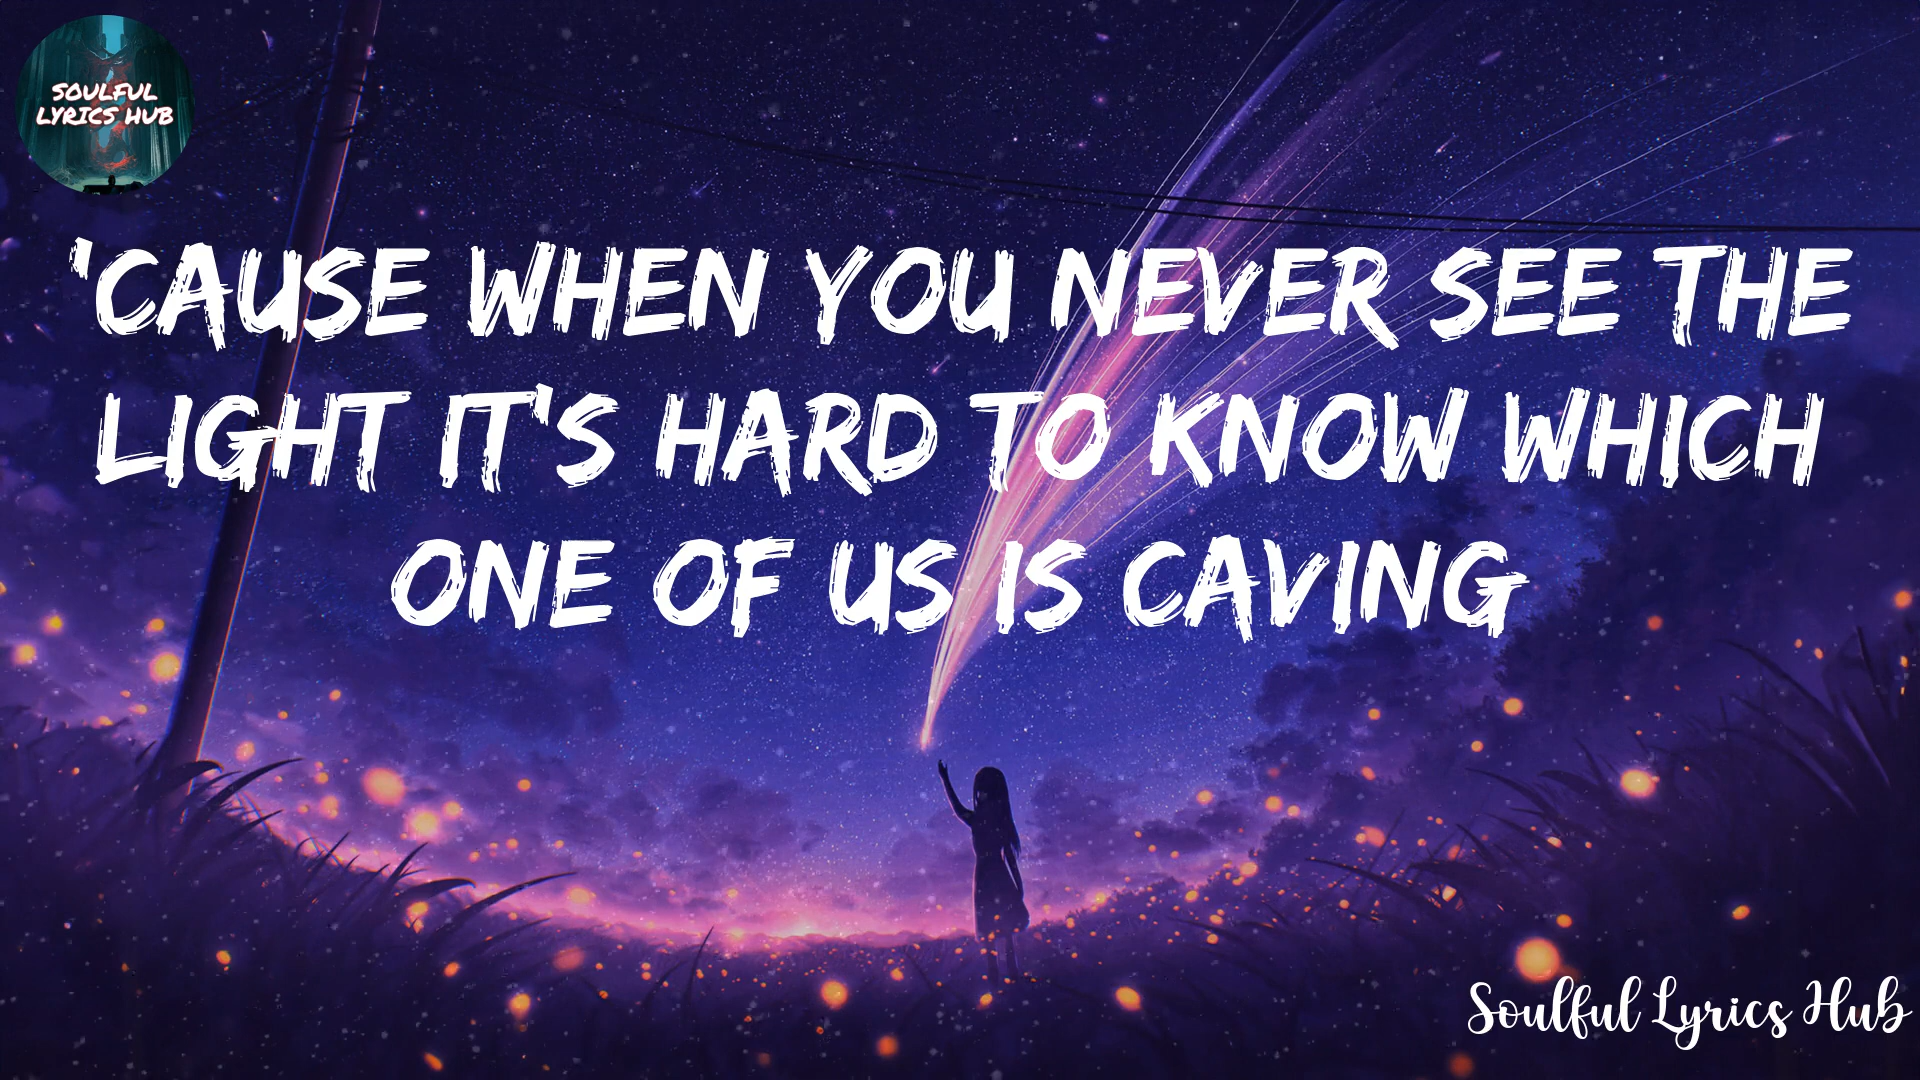 SOULFUL
LYRICS HUB
'CAUSE WHEN YOU NEVER SEE THE
LIGHT IT'S HARD TO KNOW WHICH
ONE OF US IS CAVING
Soulful Lyrics Hub